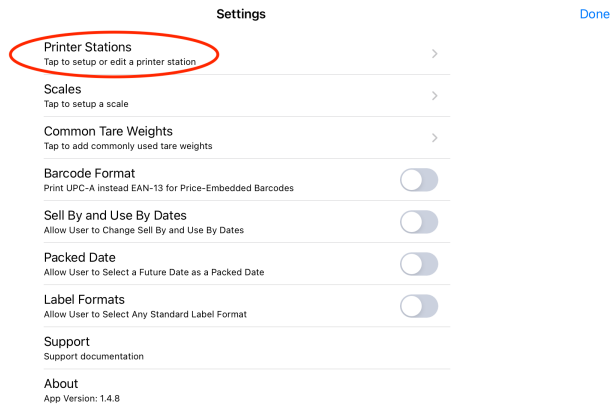 Settings
Done
Printer Stations
Tap to setup or edit a printer station
Scales
Tap to setup a scale
Common Tare Weights
Tap to add commonly used tare weights
Barcode Format
Print UPC-A instead EAN-13 for Price-Embedded Barcodes
Sell By and Use By Dates
Allow User to Change Sell By and Use By Dates
Packed Date
Allow User to Select a Future Date as a Packed Date
Label Formats
Allow User to Select Any Standard Label Format
Support
Support documentation
About
App Version: 1.4.8